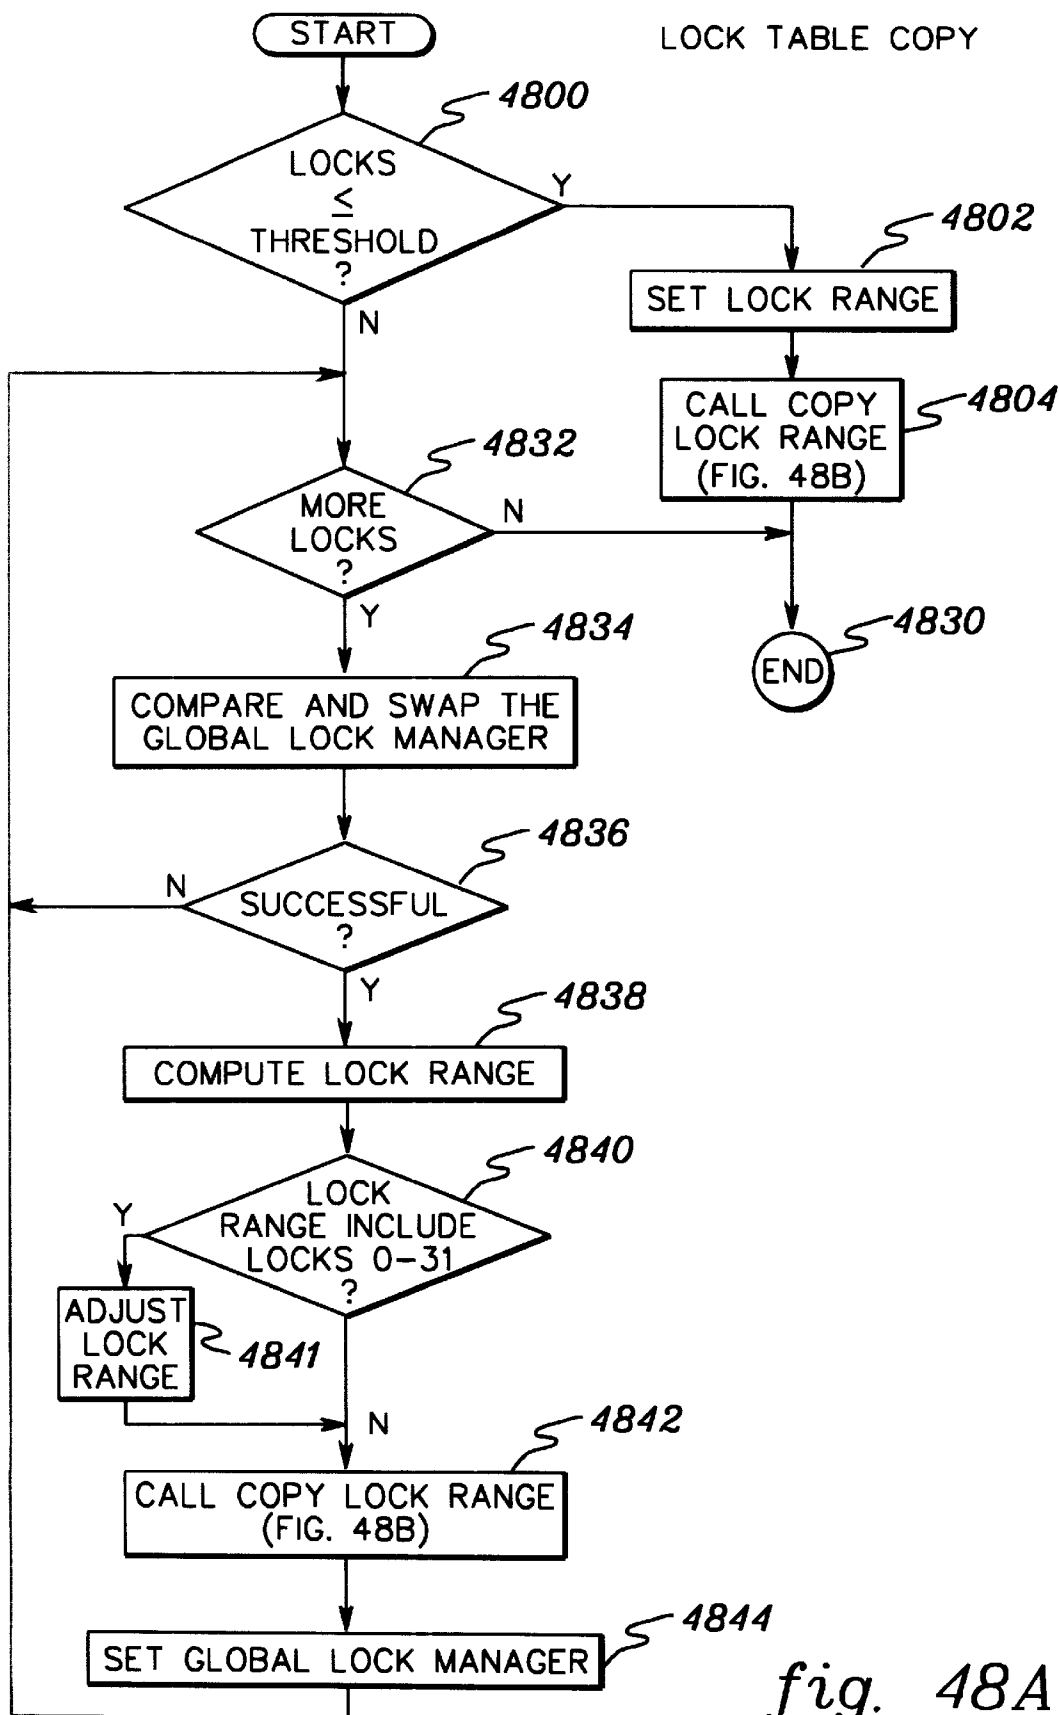 START
LOCK TABLE COPY
4800
LOCKS
≤
THRESHOLD
?
Y
N
4802
SET LOCK RANGE
CALL COPY
LOCK RANGE
(FIG. 48B)
4804
4832
MORE
LOCKS
?
N
Y
4830
END
4834
COMPARE AND SWAP THE
GLOBAL LOCK MANAGER
4836
SUCCESSFUL
?
N
Y
4838
COMPUTE LOCK RANGE
4840
LOCK
RANGE INCLUDE
LOCKS 0-31
?
Y
ADJUST
LOCK
RANGE
4841
N
4842
CALL COPY LOCK RANGE
(FIG. 48B)
4844
SET GLOBAL LOCK MANAGER
fig. 48A